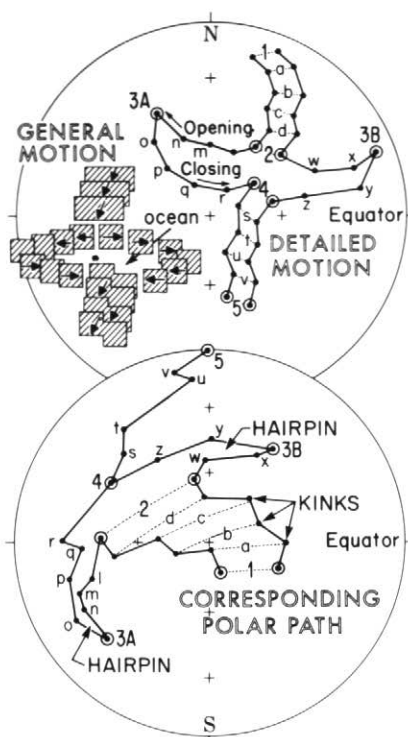 N
1
a
b
c
d
2
3A
Opening
n
m
o
Closing
p
q
r
4
3B
w
x
y
z
s
t
u
v
5
Equator
GENERAL
MOTION
ocean
DETAILED
MOTION
5
v
u
t
s
y
HAIRPIN
z
w
x
3B
4
2
d
c
b
a
1
KINKS
r
q
p
l
m
n
o
3A
HAIRPIN
Equator
CORRESPONDING
POLAR PATH
S